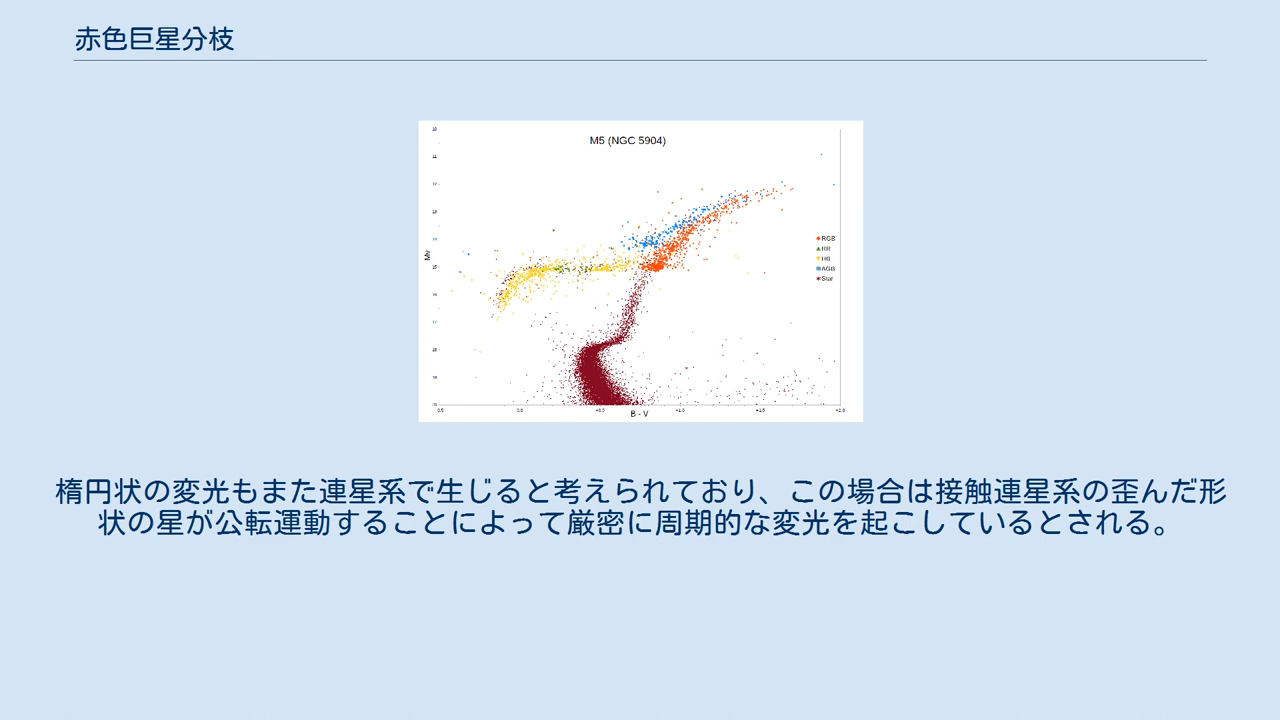 赤色巨星分枝
M5 (NGC 5904)
RGB
RR
HB
AGB
Star
B - V
楕円状の変光もまた連星系で生じると考えられており、この場合は接触連星系の歪んだ形
状の星が公転運動することによって厳密に周期的な変光を起こしているとされる。